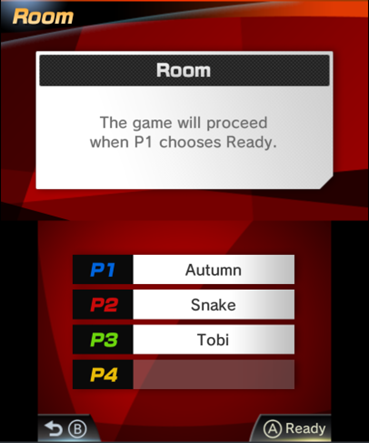 Room
Room
The game will proceed
when P1 chooses Ready.
P1 Autumn
P2 Snake
P3 Tobi
P4
B
A Ready